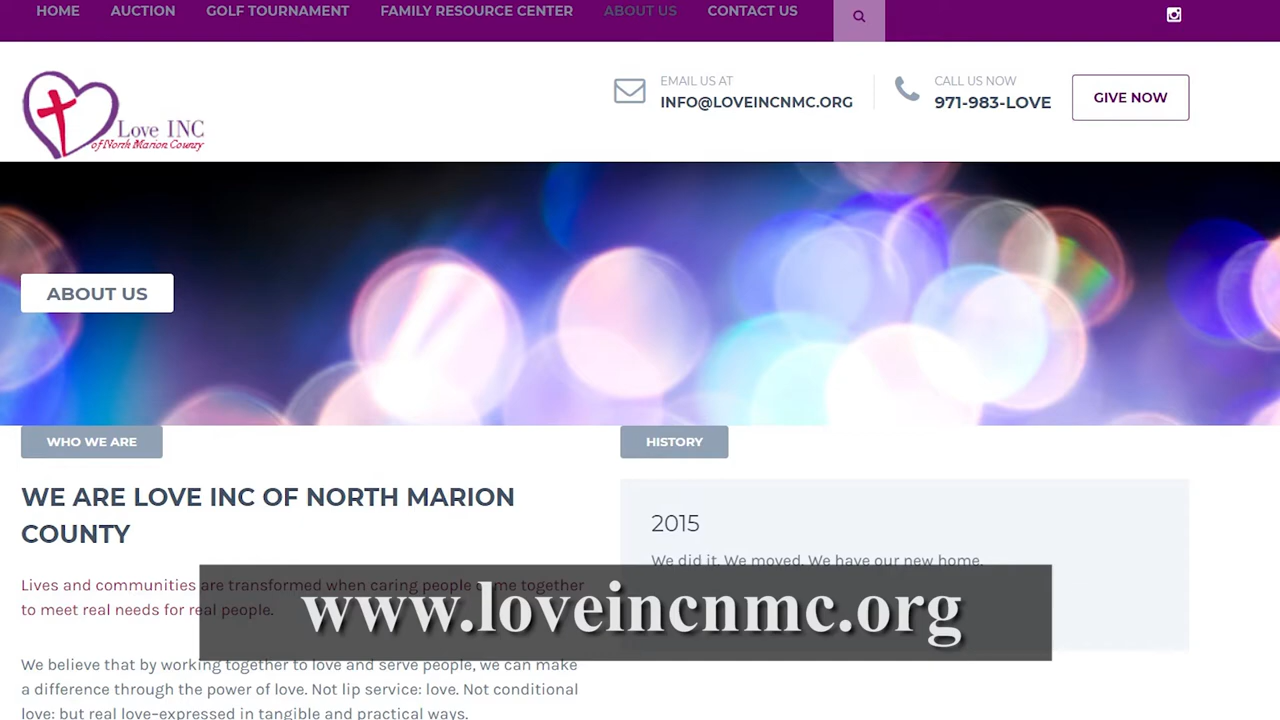 HOME AUCTION GOLF TOURNAMENT FAMILY RESOURCE CENTER ABOUT US CONTACT US
EMAIL US AT
INFO@LOVEINCNMC.ORG
CALL US NOW
971-983-LOVE
GIVE NOW
Love INC
of North Marion County
ABOUT US
WHO WE ARE
WE ARE LOVE INC OF NORTH MARION
COUNTY
Lives and communities are transformed when caring people come together
to meet real needs for real people.
We believe that by working together to love and serve people, we can make
a difference through the power of love. Not lip service: love. Not conditional
love: but real love–expressed in tangible and practical ways.
HISTORY
2015
We did it. We moved. We have our new home.
www.loveincnmc.org